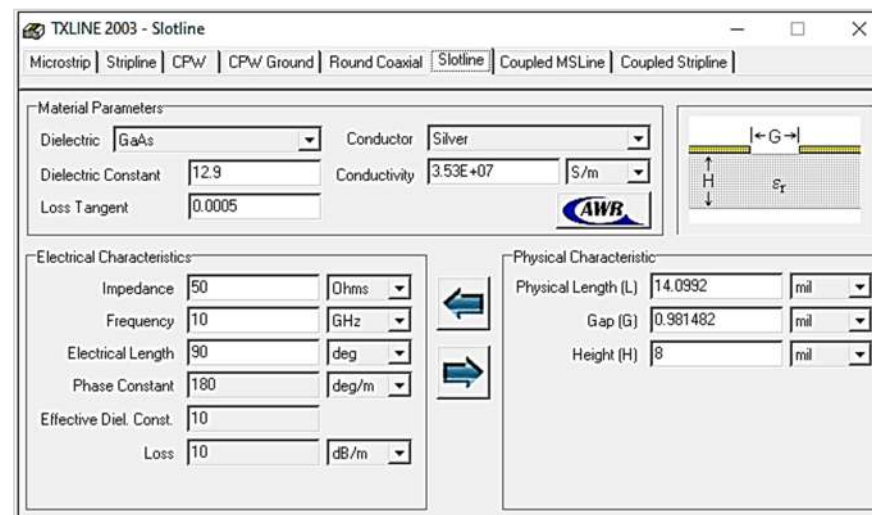 TXLINE 2003 - Slotline
Microstrip Stripline CPW CPW Ground Round Coaxial Slotline Coupled MSLine Coupled Stripline
Material Parameters
Dielectric GaAs Conductor Silver
Dielectric Constant 12.9 Conductivity 3.53E+07 S/m
Loss Tangent 0.0005
AWR
G
H
εr
Electrical Characteristics
Impedance 50 Ohms
Frequency 10 GHz
Electrical Length 90 deg
Phase Constant 180 deg/m
Effective Diel. Const. 10
Loss 10 dB/m
Physical Characteristic
Physical Length (L) 14.0992 mil
Gap (G) 0.981482 mil
Height (H) 8 mil